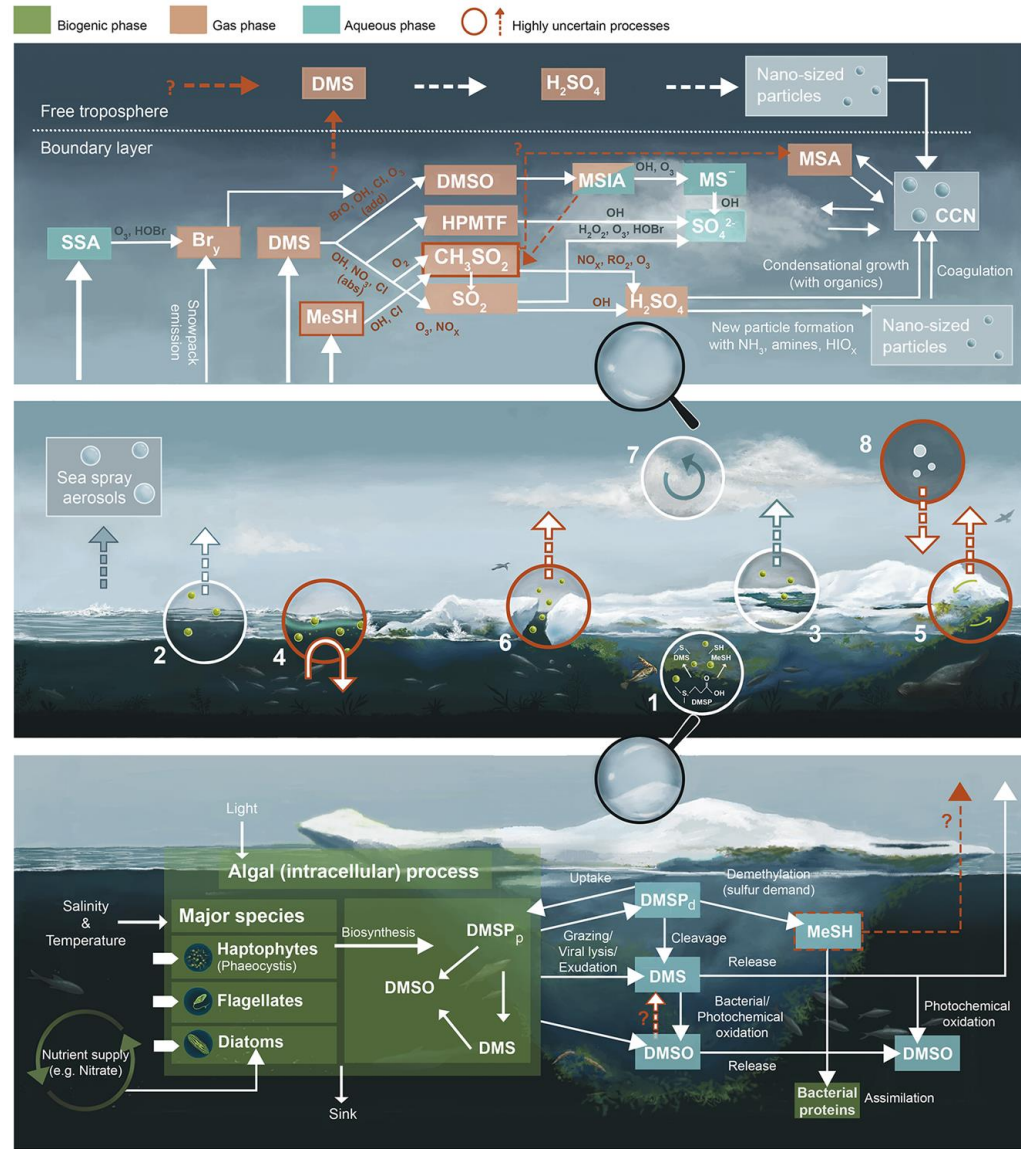 Biogenic phase
Gas phase
Aqueous phase
Highly uncertain processes
?
DMS
H₂SO₄
Nano-sized
particles
Free troposphere
Boundary layer
?
BrO, OH, Cl, O₃
(add)
DMSO
?
MSIA
OH, O₃
MS⁻
MSA
OH
CCN
SSA
O₃, HOBr
Brᵧ
DMS
HPMTF
OH
H₂O₂, O₃, HOBr
SO₄²⁻
OH, NO₃, Cl
(abs)
O₂
CH₃SO₂
NOₓ, RO₂, O₃
Condensational growth
(with organics)
Coagulation
Snowpack
emission
MeSH
OH, Cl
SO₂
OH
H₂SO₄
O₃, NOₓ
New particle formation
with NH₃, amines, HIOₓ
Nano-sized
particles
Sea spray
aerosols
7
8
2
4
6
3
5
1
S
DMS
SH
MeSH
S
O
OH
DMSP
Light
Algal (intracellular) process
Salinity
&
Temperature
Major species
Haptophytes
(Phaeocystis)
Flagellates
Diatoms
Biosynthesis
DMSPₚ
DMSO
DMS
Nutrient supply
(e.g. Nitrate)
Sink
Uptake
Grazing/
Viral lysis/
Exudation
DMSPd
Demethylation
(sulfur demand)
Cleavage
MeSH
?
DMS
Release
?
Bacterial/
Photochemical
oxidation
Photochemical
oxidation
DMSO
Release
DMSO
Bacterial
proteins
Assimilation